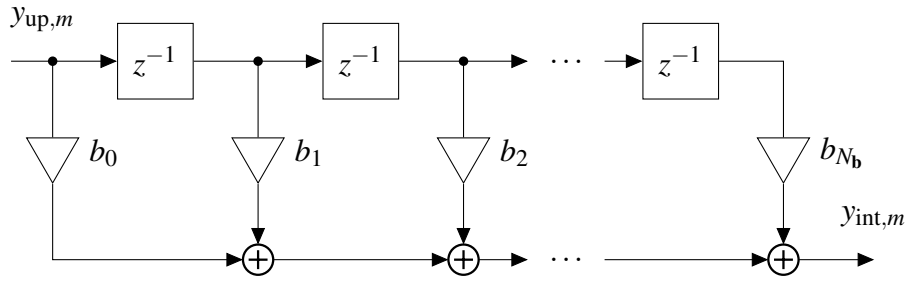 y_up,m
z^−1 z^−1 ··· z^−1
b_0 b_1 b_2 b_N_b
y_int,m
+ + ··· +